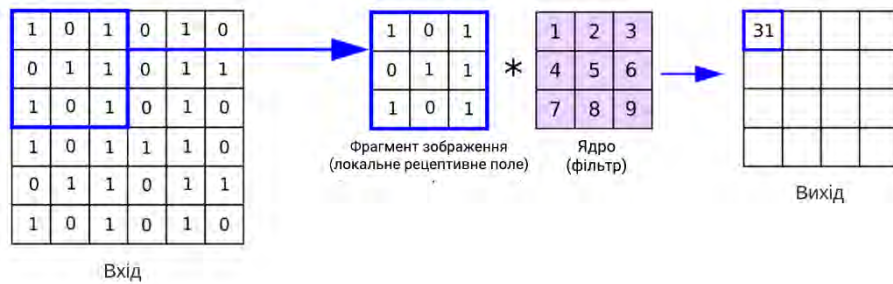 1 0 1 0 1 0
0 1 1 0 1 1
1 0 1 0 1 0
1 0 1 1 1 0
0 1 1 0 1 1
1 0 1 0 1 0
Вхід
1 0 1
0 1 1
1 0 1
Фрагмент зображення
(локальне рецептивне поле)
*
1 2 3
4 5 6
7 8 9
Ядро
(фільтр)
31
Вихід